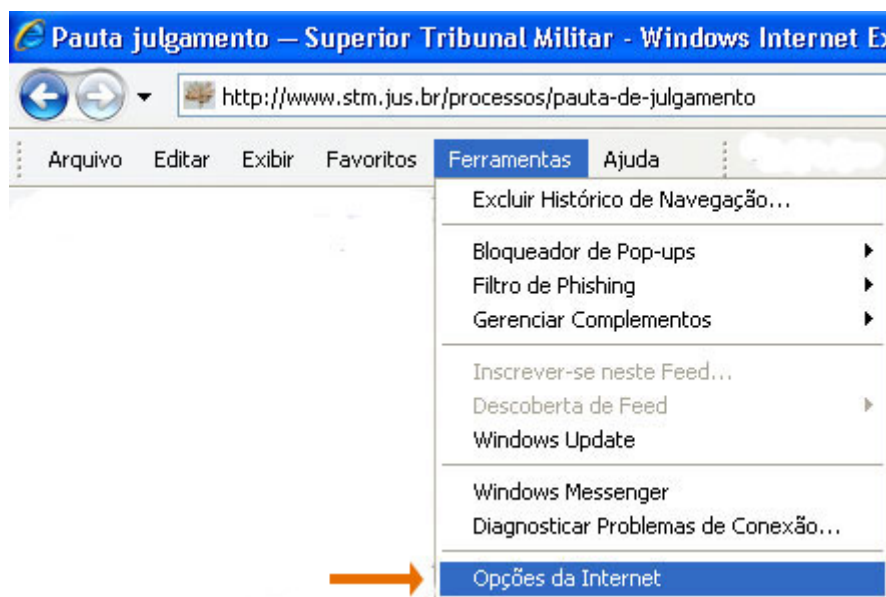 Pauta julgamento — Superior Tribunal Militar - Windows Internet E
http://www.stm.jus.br/processos/pauta-de-julgamento
Arquivo Editar Exibir Favoritos Ferramentas Ajuda
Excluir Histórico de Navegação...
Bloqueador de Pop-ups
Filtro de Phishing
Gerenciar Complementos
Inscrever-se neste Feed...
Descoberta de Feed
Windows Update
Windows Messenger
Diagnosticar Problemas de Conexão...
Opções da Internet